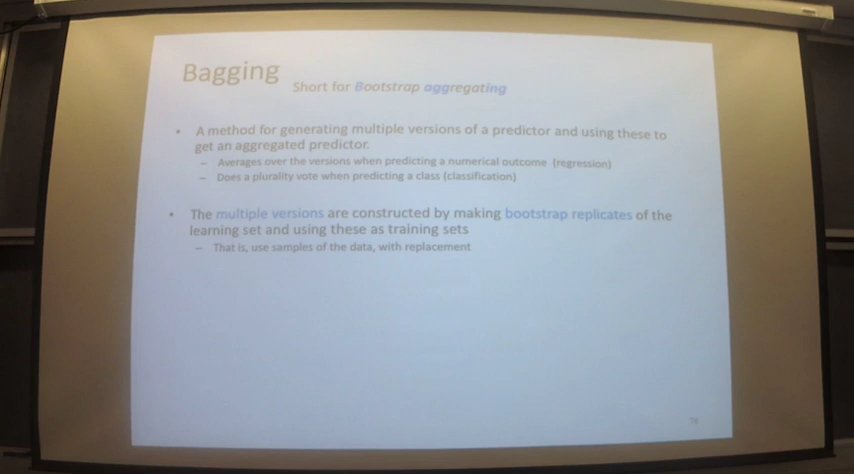 Bagging
Short for Bootstrap aggregating
• A method for generating multiple versions of a predictor and using these to
get an aggregated predictor.
– Averages over the versions when predicting a numerical outcome (regression)
– Does a plurality vote when predicting a class (classification)
• The multiple versions are constructed by making bootstrap replicates of the
learning set and using these as training sets
– That is, use samples of the data, with replacement